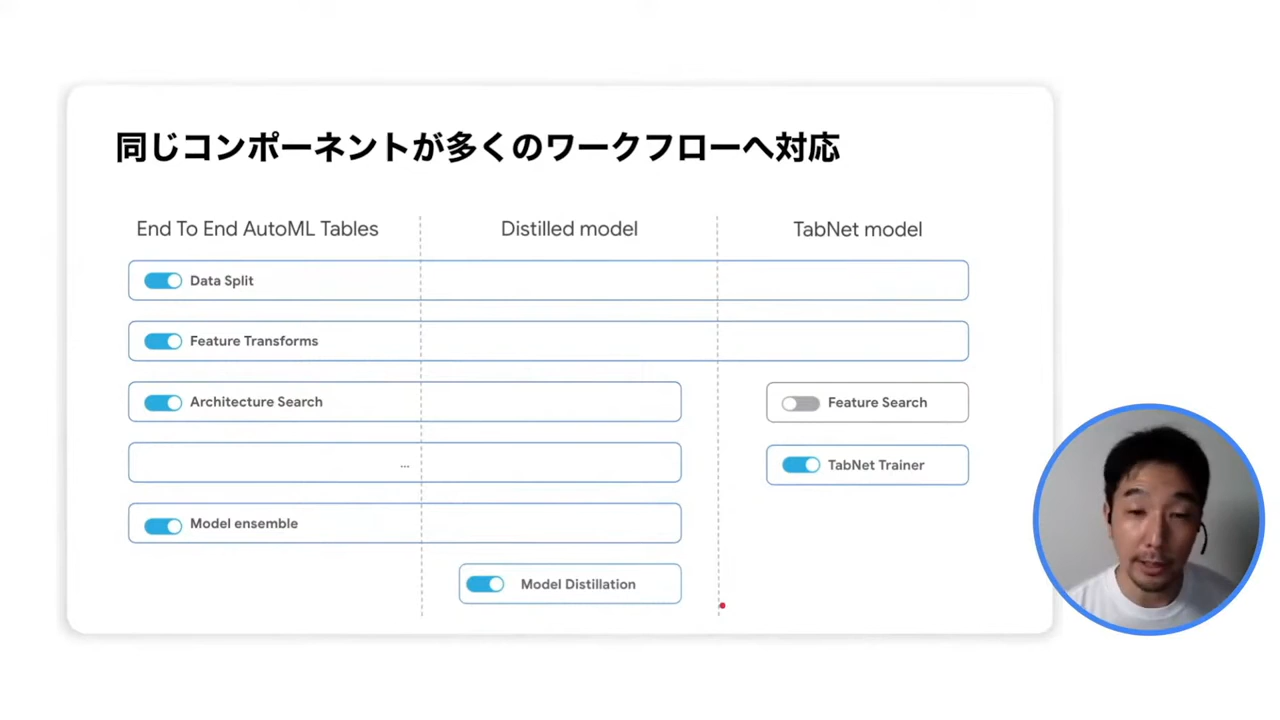 同じコンポーネントが多くのワークフローへ対応
End To End AutoML Tables
Distilled model
TabNet model
Data Split
Feature Transforms
Architecture Search
Feature Search
...
TabNet Trainer
Model ensemble
Model Distillation